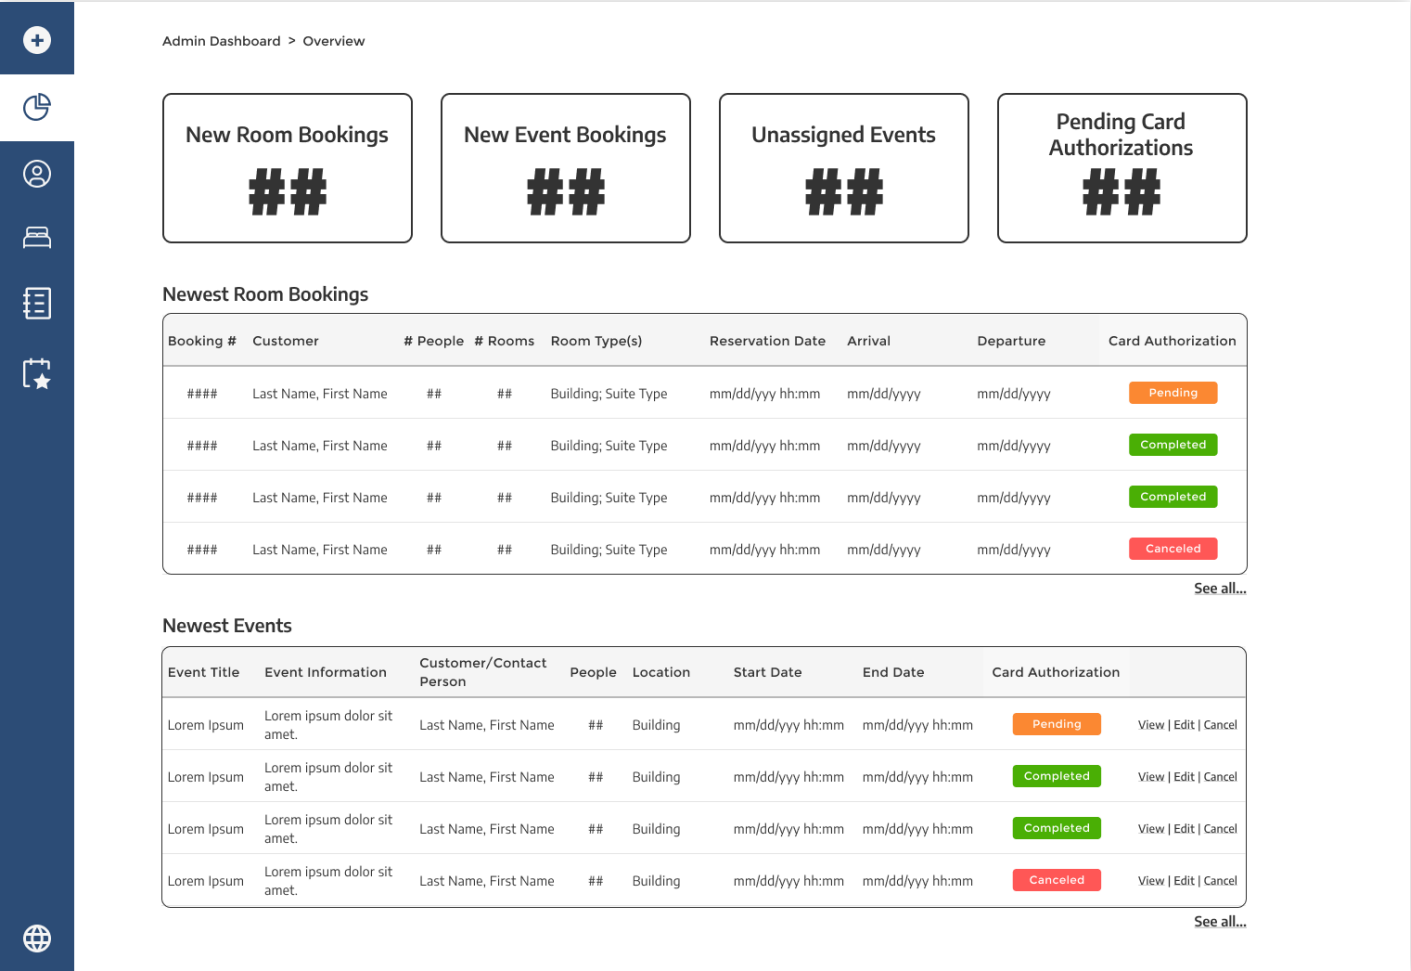 Admin Dashboard > Overview
New Room Bookings
##
New Event Bookings
##
Unassigned Events
##
Pending Card
Authorizations
##
Newest Room Bookings
Booking # Customer # People # Rooms Room Type(s) Reservation Date Arrival Departure Card Authorization
#### Last Name, First Name ## ## Building; Suite Type mm/dd/yyy hh:mm mm/dd/yyyy mm/dd/yyyy Pending
#### Last Name, First Name ## ## Building; Suite Type mm/dd/yyy hh:mm mm/dd/yyyy mm/dd/yyyy Completed
#### Last Name, First Name ## ## Building; Suite Type mm/dd/yyy hh:mm mm/dd/yyyy mm/dd/yyyy Completed
#### Last Name, First Name ## ## Building; Suite Type mm/dd/yyy hh:mm mm/dd/yyyy mm/dd/yyyy Canceled
See all...
Newest Events
Event Title Event Information Customer/Contact
Person People Location Start Date End Date Card Authorization
Lorem Ipsum Lorem ipsum dolor sit
amet. Last Name, First Name ## Building mm/dd/yyy hh:mm mm/dd/yyy hh:mm Pending View | Edit | Cancel
Lorem Ipsum Lorem ipsum dolor sit
amet. Last Name, First Name ## Building mm/dd/yyy hh:mm mm/dd/yyy hh:mm Completed View | Edit | Cancel
Lorem Ipsum Lorem ipsum dolor sit
amet. Last Name, First Name ## Building mm/dd/yyy hh:mm mm/dd/yyy hh:mm Completed View | Edit | Cancel
Lorem Ipsum Lorem ipsum dolor sit
amet. Last Name, First Name ## Building mm/dd/yyy hh:mm mm/dd/yyy hh:mm Canceled View | Edit | Cancel
See all...